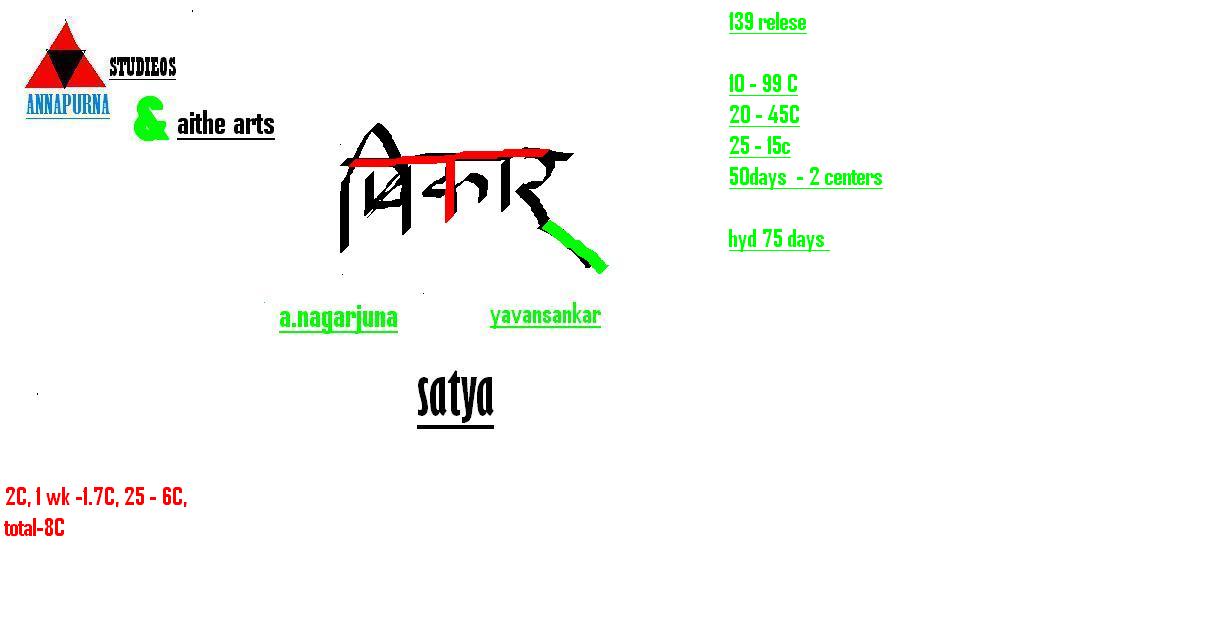 STUDIEOS
ANNAPURNA
& aithe arts
षिकार
a.nagarjuna
yavansankar
satya
2C, 1 wk -1.7C, 25 - 6C,
total-8C
139 relese
10 - 99 C
20 - 45C
25 - 15c
50days - 2 centers
hyd 75 days